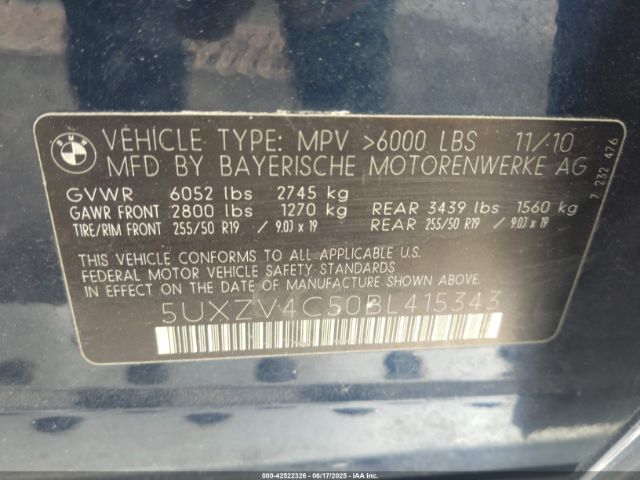 BMW
VEHICLE TYPE: MPV >6000 LBS 11/10
MFD BY BAYERISCHE MOTORENWERKE AG
GVWR 6052 lbs 2745 kg
GAWR FRONT 2800 lbs 1270 kg REAR 3439 lbs 1560 kg
TIRE/RIM FRONT 255/50 R19 / 9.0J x 19 REAR 255/50 R19 / 9.0J x 19
7 232 476
THIS VEHICLE CONFORMS TO ALL APPLICABLE U.S.
FEDERAL MOTOR VEHICLE SAFETY STANDARDS
IN EFFECT ON THE DATE OF MANUFACTURE SHOWN ABOVE.
5UXZV4C50BL415343
000-42522326 - 06/17/2025 - IAA Inc.